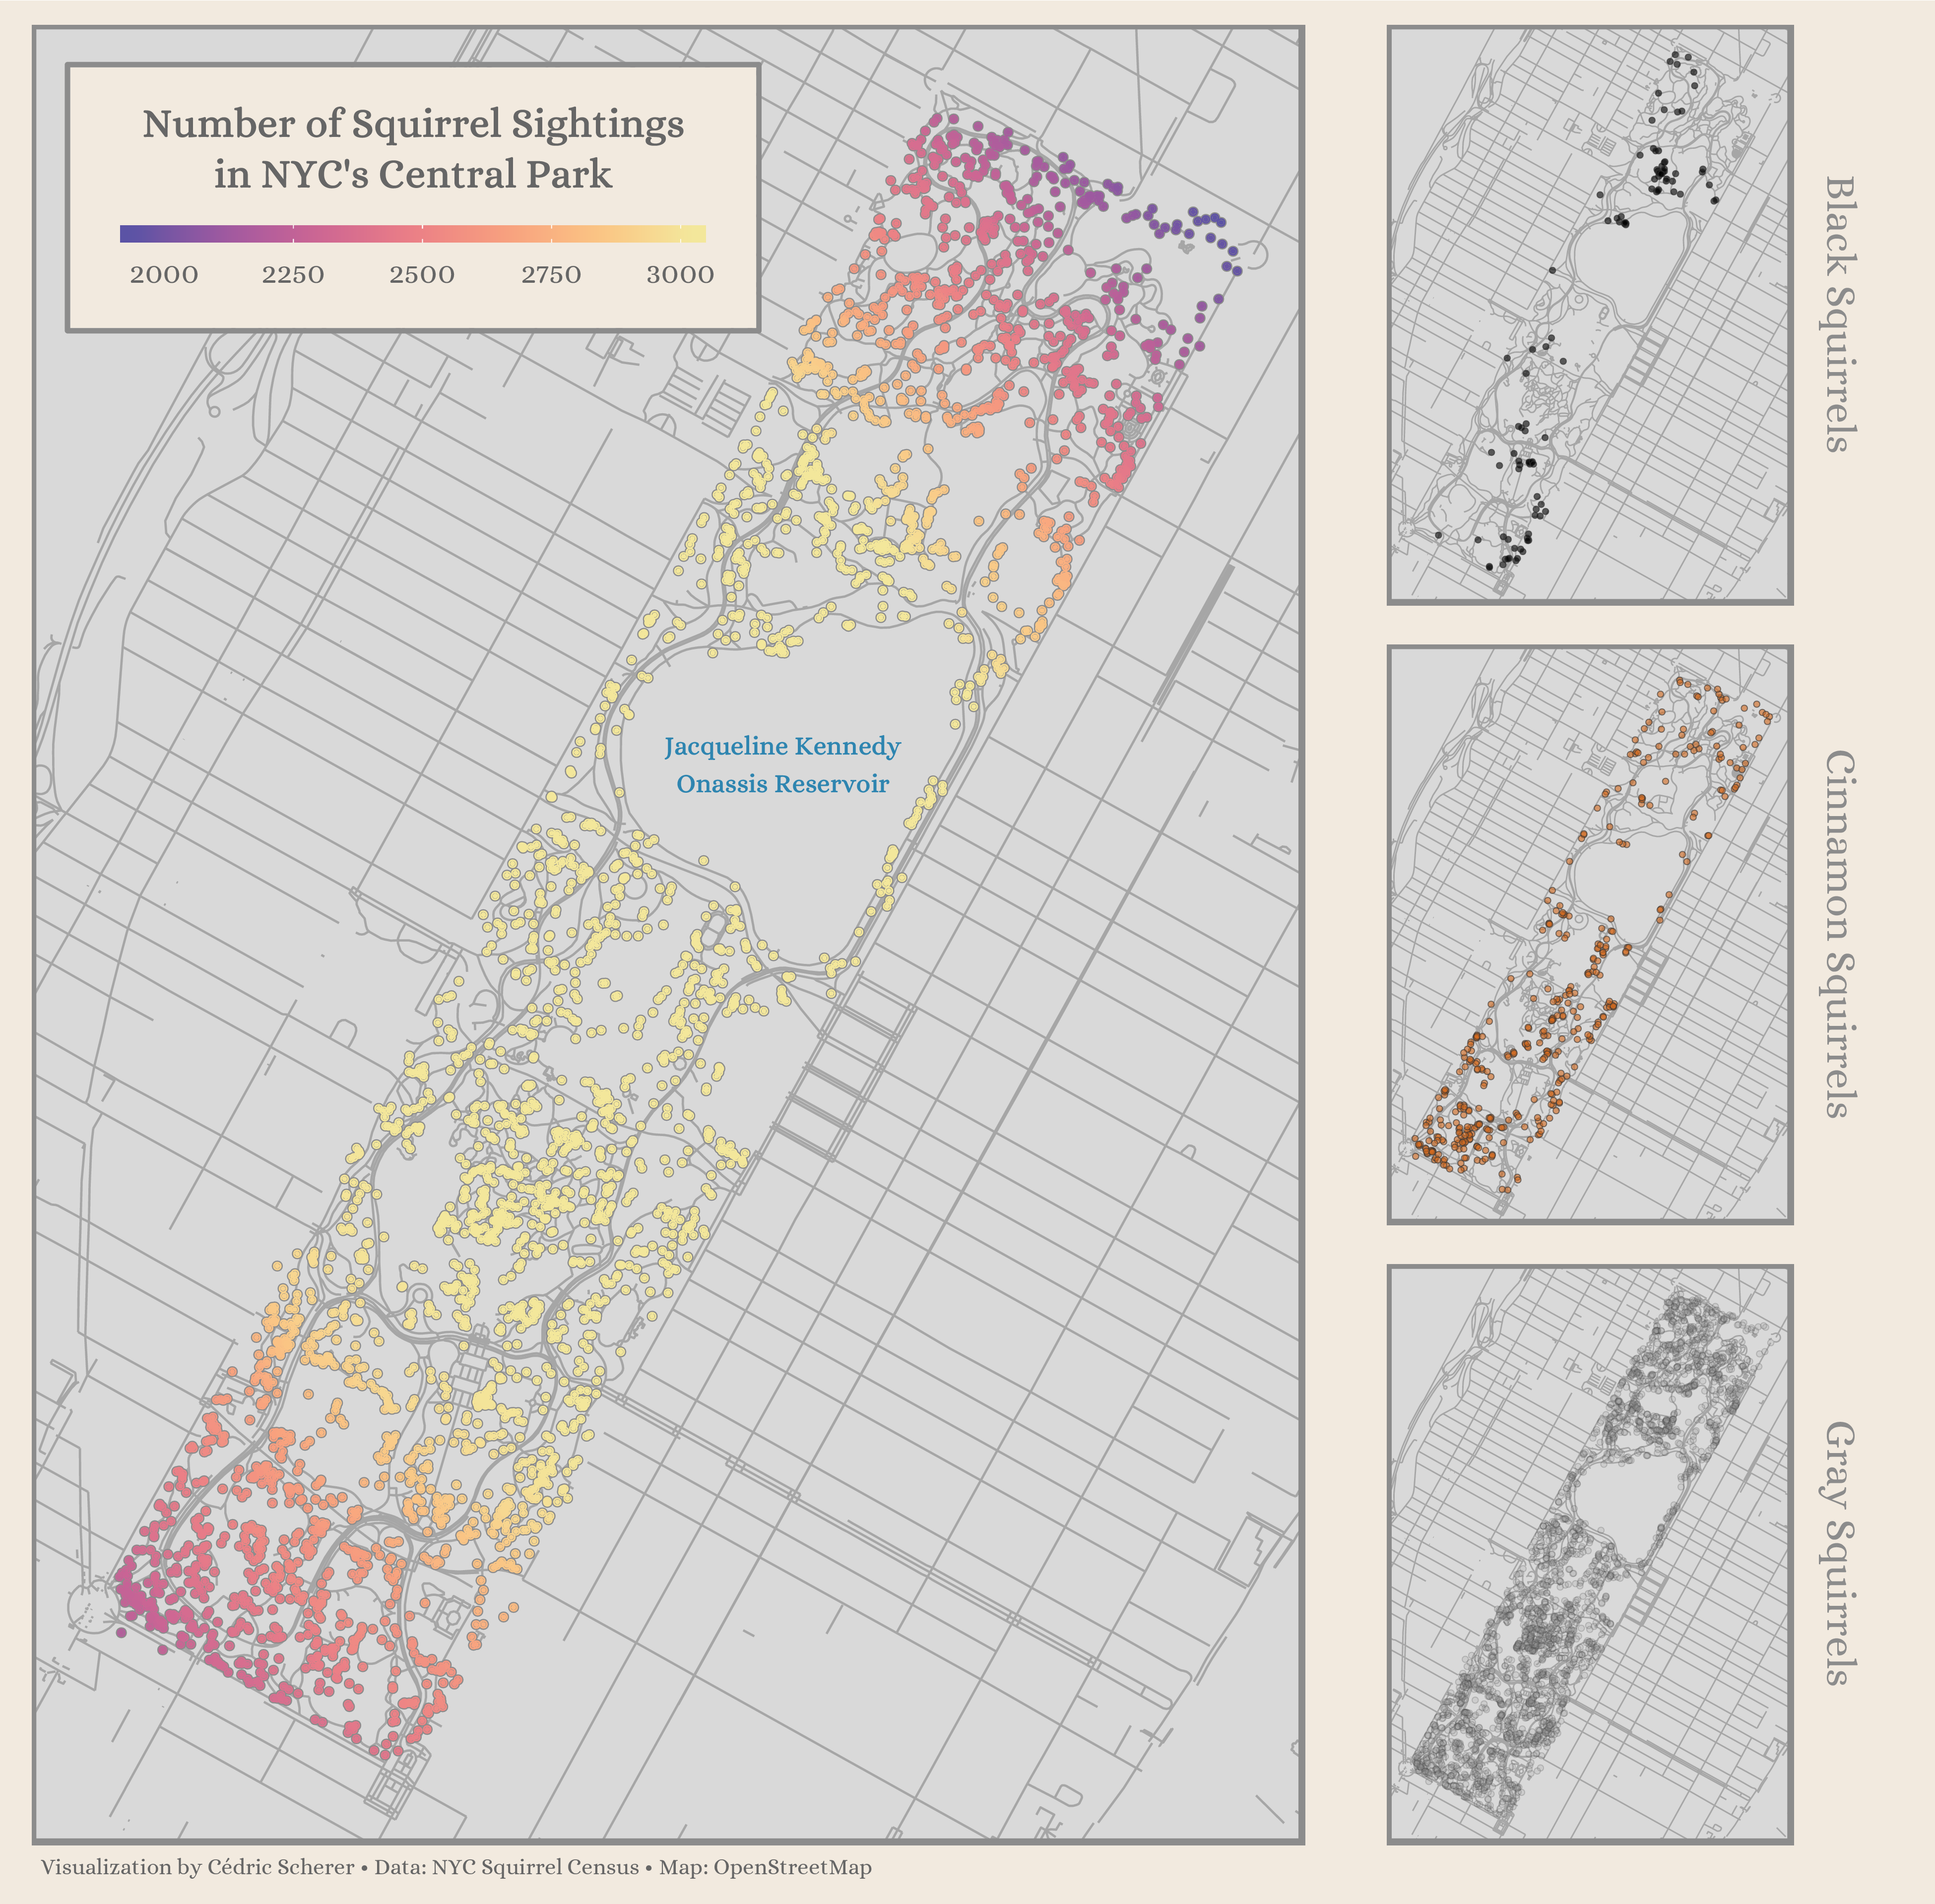 Number of Squirrel Sightings
in NYC's Central Park
2000 2250 2500 2750 3000
Jacqueline Kennedy
Onassis Reservoir
Black Squirrels
Cinnamon Squirrels
Gray Squirrels
Visualization by Cédric Scherer • Data: NYC Squirrel Census • Map: OpenStreetMap